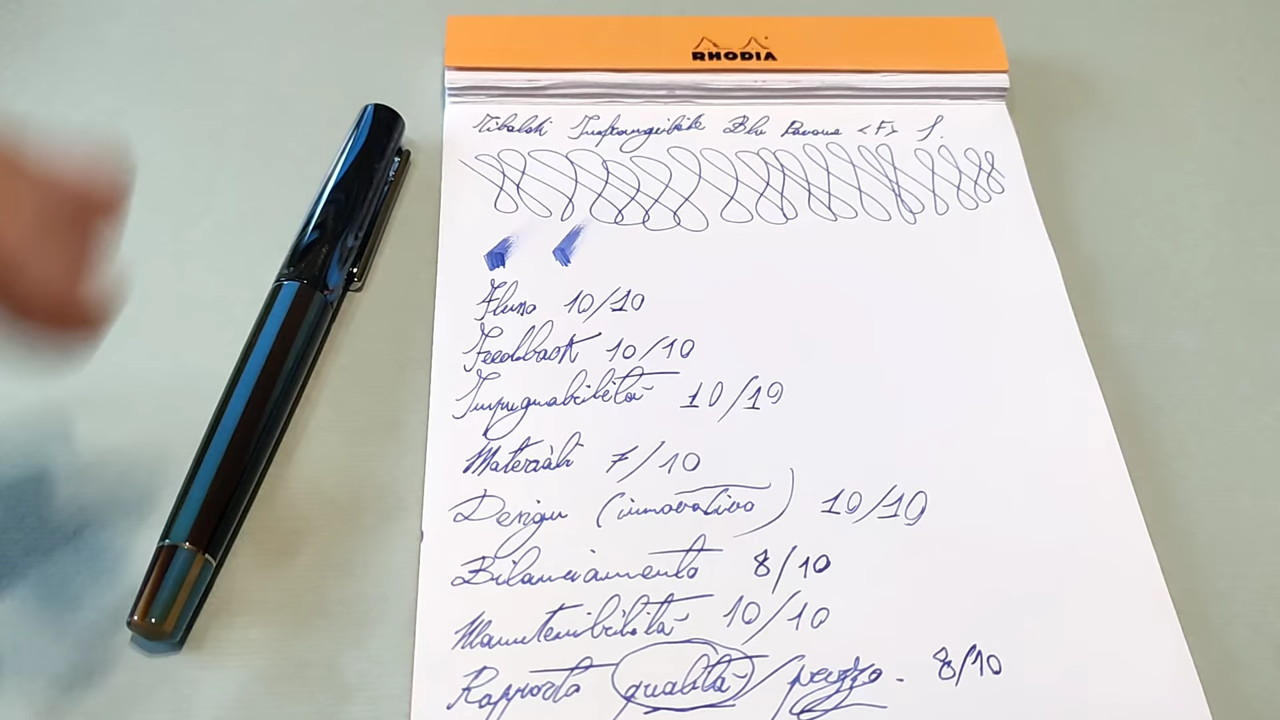 RHODIA
Tibaldi Infrangibile Blu Pavone <F> S.
Flusso 10/10
Feedback 10/10
Impugnabilità 10/10
Materiali 7/10
Design (innovativo) 10/10
Bilanciamento 8/10
Manutenibilità 10/10
Rapporto qualità/prezzo. 8/10